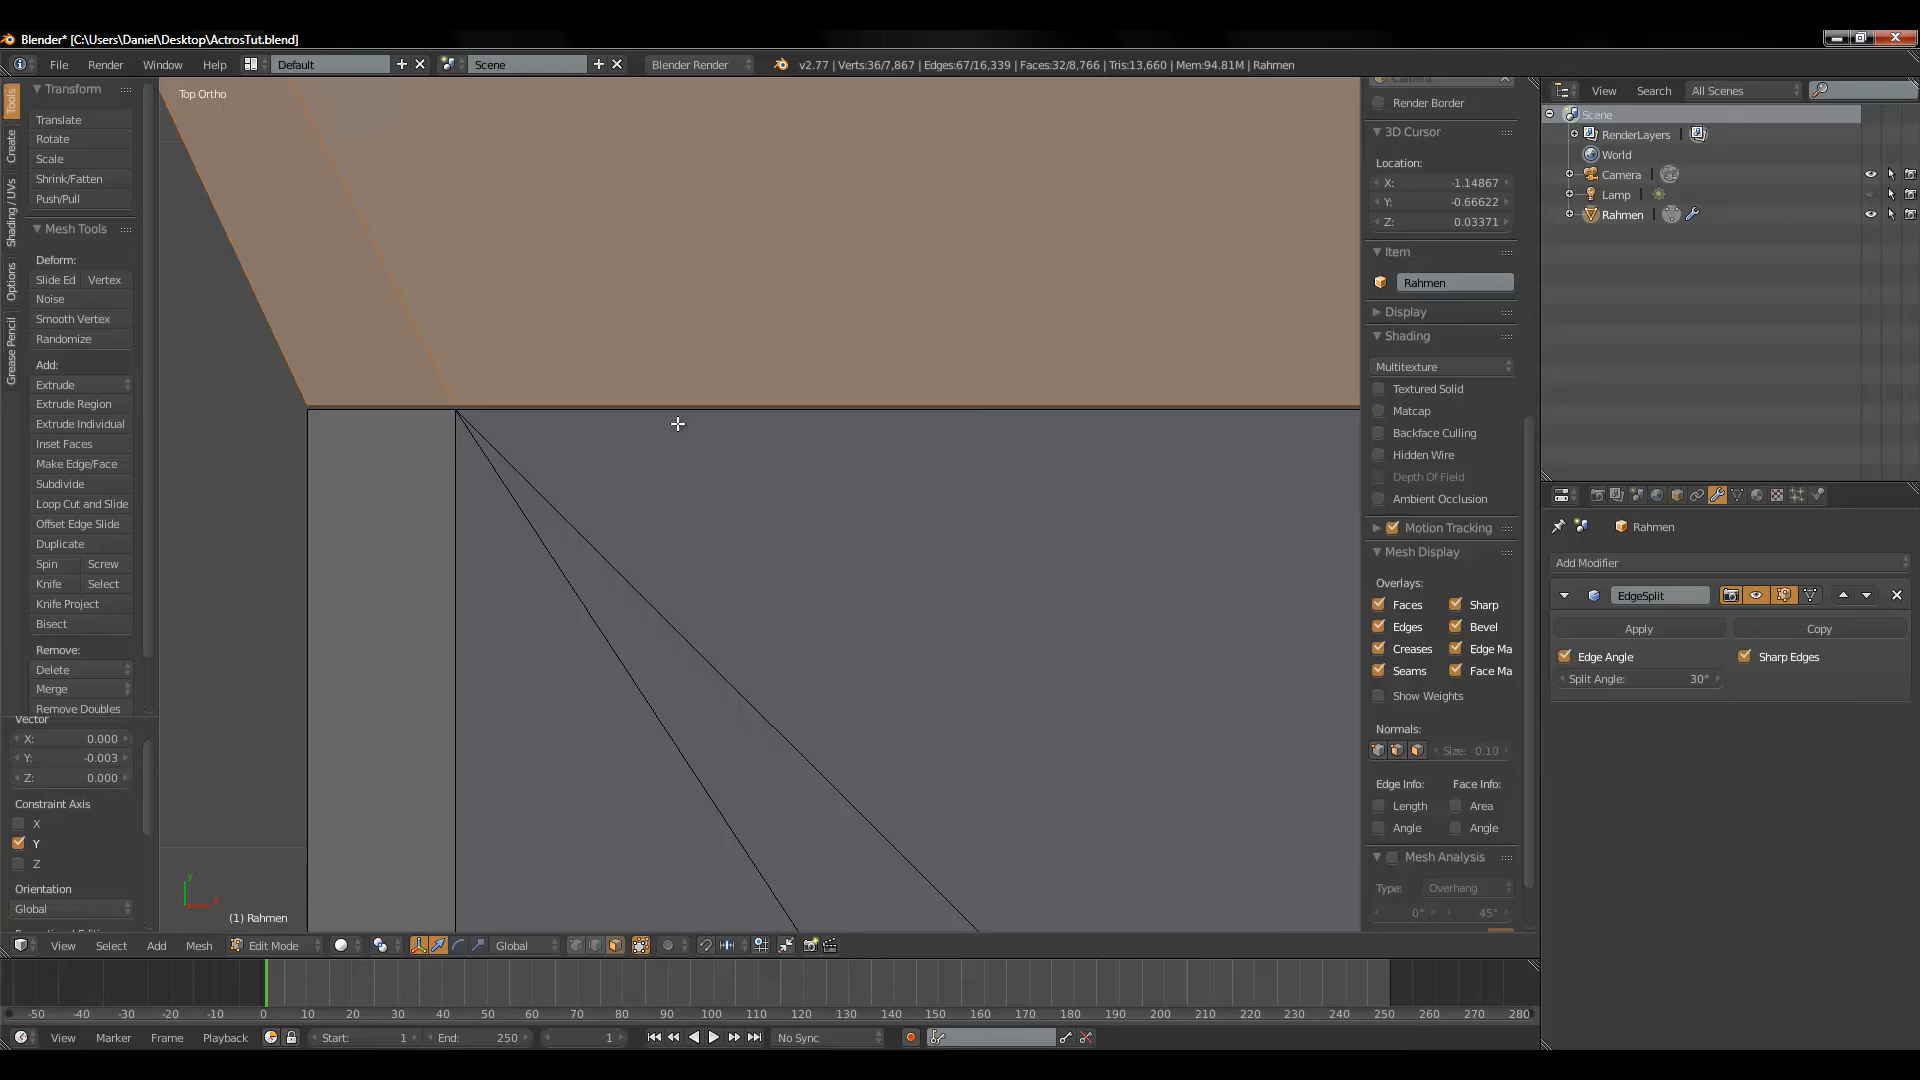 Blender* [C:\Users\Daniel\Desktop\ActrosTut.blend]
File Render Window Help Default Scene Blender Render v2.77 | Verts:36/7,867 | Edges:67/16,339 | Faces:32/8,766 | Tris:13,660 | Mem:94.81M | Rahmen
Tools
Create
Shading / UVs
Options
Grease Pencil
Transform
Translate
Rotate
Scale
Shrink/Fatten
Push/Pull
Mesh Tools
Deform:
Slide Ed Vertex
Noise
Smooth Vertex
Randomize
Add:
Extrude
Extrude Region
Extrude Individual
Inset Faces
Make Edge/Face
Subdivide
Loop Cut and Slide
Offset Edge Slide
Duplicate
Spin Screw
Knife Select
Knife Project
Bisect
Remove:
Delete
Merge
Remove Doubles
Vector
X: 0.000
Y: -0.003
Z: 0.000
Constraint Axis
X
Y
Z
Orientation
Global
Top Ortho
y
x
(1) Rahmen
Camera
Render Border
3D Cursor
Location:
X: -1.14867
Y: -0.66622
Z: 0.03371
Item
Rahmen
Display
Shading
Multitexture
Textured Solid
Matcap
Backface Culling
Hidden Wire
Depth Of Field
Ambient Occlusion
Motion Tracking
Mesh Display
Overlays:
Faces Sharp
Edges Bevel
Creases Edge Ma
Seams Face Ma
Show Weights
Normals:
Size: 0.10
Edge Info: Face Info:
Length Area
Angle Angle
Mesh Analysis
Type: Overhang
0° 45°
View Search All Scenes
Scene
RenderLayers |
World
Camera |
Lamp |
Rahmen |
Rahmen
Add Modifier
EdgeSplit
Apply Copy
Edge Angle Sharp Edges
Split Angle: 30°
View Select Add Mesh Edit Mode Global
-50 -40 -30 -20 -10 0 10 20 30 40 50 60 70 80 90 100 110 120 130 140 150 160 170 180 190 200 210 220 230 240 250 260 270 280
View Marker Frame Playback Start: 1 End: 250 1 No Sync